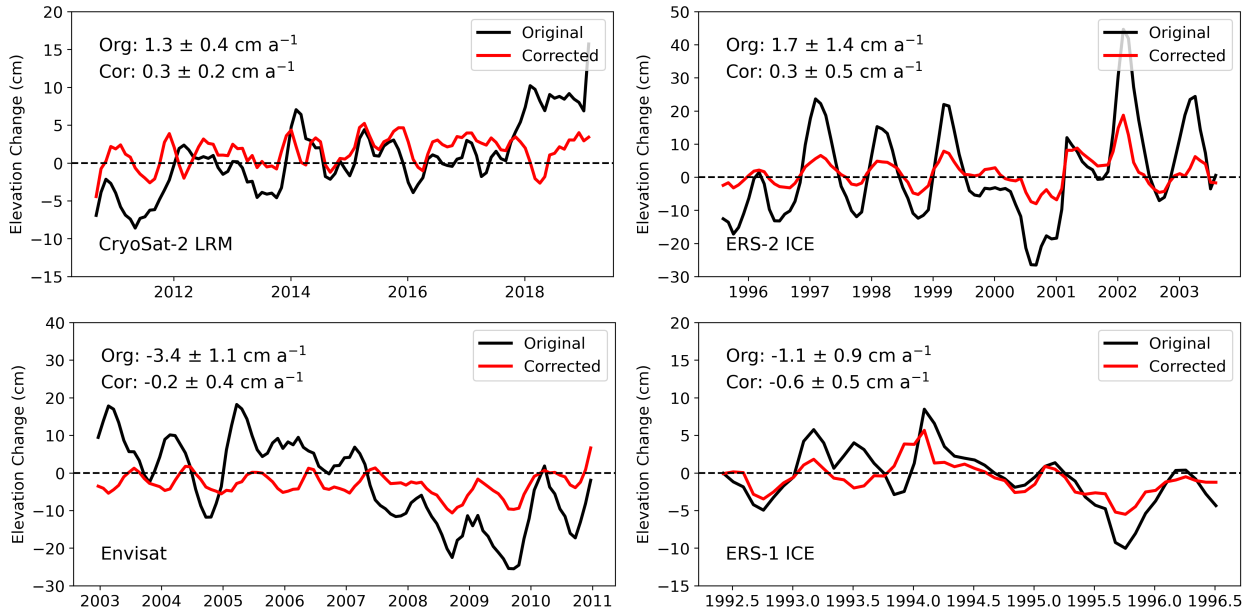 20
15
10
5
0
−5
−10
−15
Elevation Change (cm)
Org: 1.3 ± 0.4 cm a⁻¹
Cor: 0.3 ± 0.2 cm a⁻¹
Original
Corrected
CryoSat-2 LRM
2012 2014 2016 2018
50
40
30
20
10
0
−10
−20
−30
Elevation Change (cm)
Org: 1.7 ± 1.4 cm a⁻¹
Cor: 0.3 ± 0.5 cm a⁻¹
Original
Corrected
ERS-2 ICE
1996 1997 1998 1999 2000 2001 2002 2003
40
30
20
10
0
−10
−20
−30
Elevation Change (cm)
Org: -3.4 ± 1.1 cm a⁻¹
Cor: -0.2 ± 0.4 cm a⁻¹
Original
Corrected
Envisat
2003 2004 2005 2006 2007 2008 2009 2010 2011
20
15
10
5
0
−5
−10
−15
Elevation Change (cm)
Org: -1.1 ± 0.9 cm a⁻¹
Cor: -0.6 ± 0.5 cm a⁻¹
Original
Corrected
ERS-1 ICE
1992.5 1993.0 1993.5 1994.0 1994.5 1995.0 1995.5 1996.0 1996.5